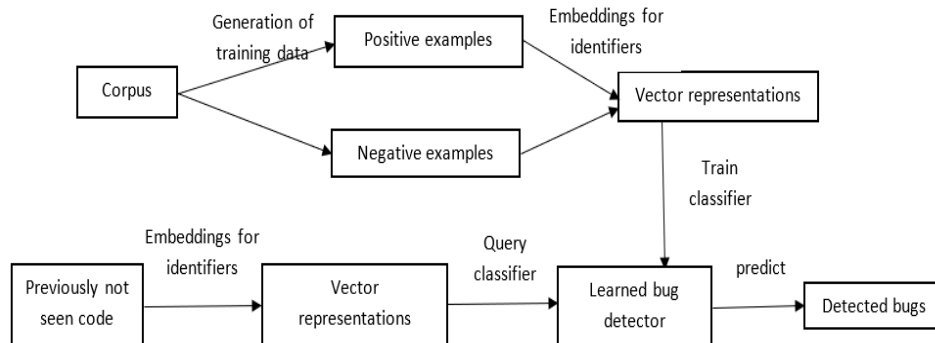 Generation of
training data
Positive examples
Embeddings for
identifiers
Corpus
Vector representations
Negative examples
Train
classifier
Embeddings for
identifiers
Query
classifier
predict
Previously not
seen code
Vector
representations
Learned bug
detector
Detected bugs